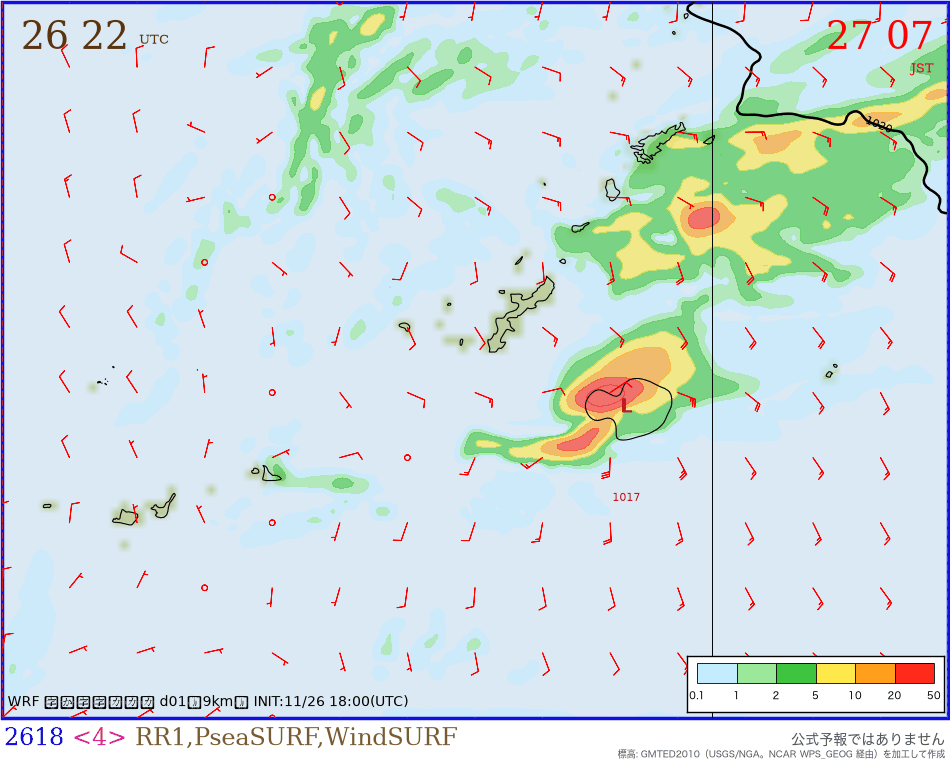 26 22 UTC
27 07
JST
1020
L
1017
0.1 1 2 5 10 20 50
WRF d01 9km INIT:11/26 18:00(UTC)
2618 <4> RR1,PseaSURF,WindSURF
公式予報ではありません
標高: GMTED2010（USGS/NGA。NCAR WPS_GEOG 経由）を加工して作成